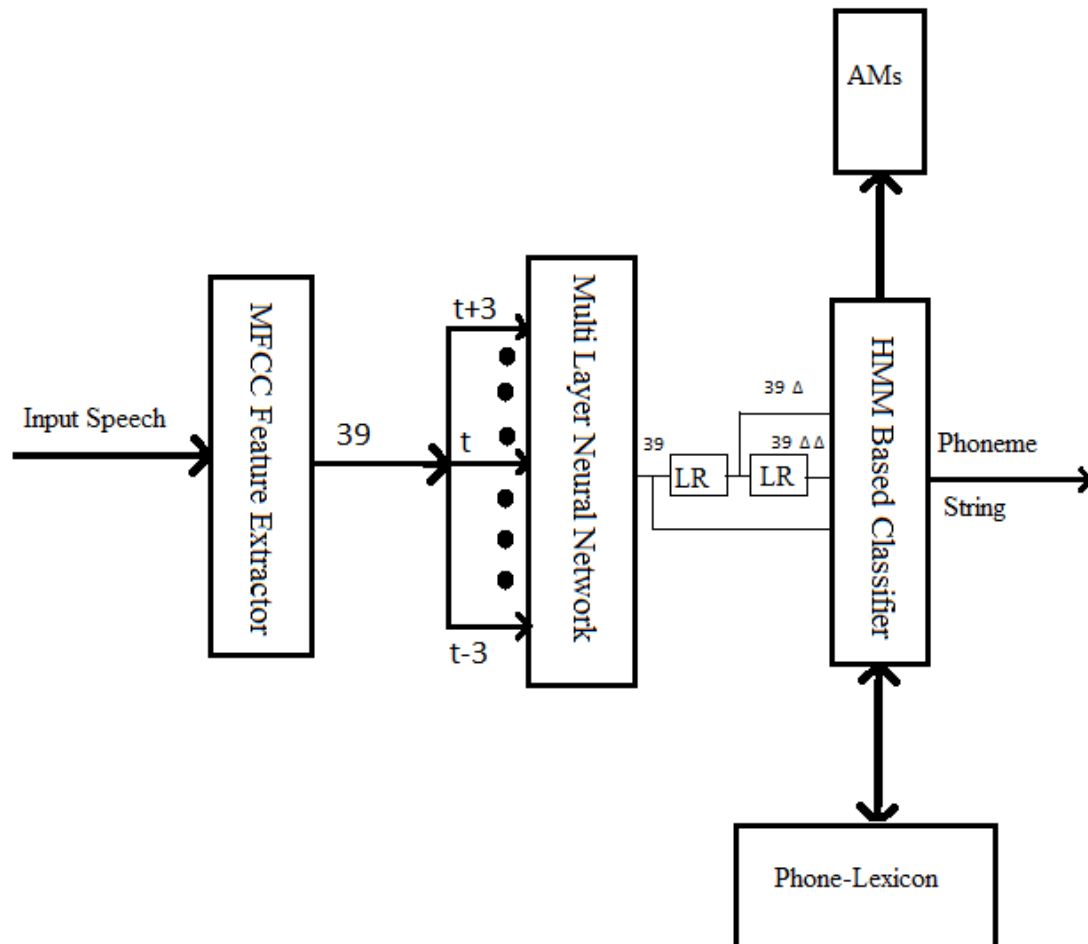 AMs
Input Speech
MFCC Feature Extractor
39
t+3
t
t-3
Multi Layer Neural Network
39
LR
39 Δ
39 Δ Δ
LR
HMM Based Classifier
Phoneme
String
Phone-Lexicon